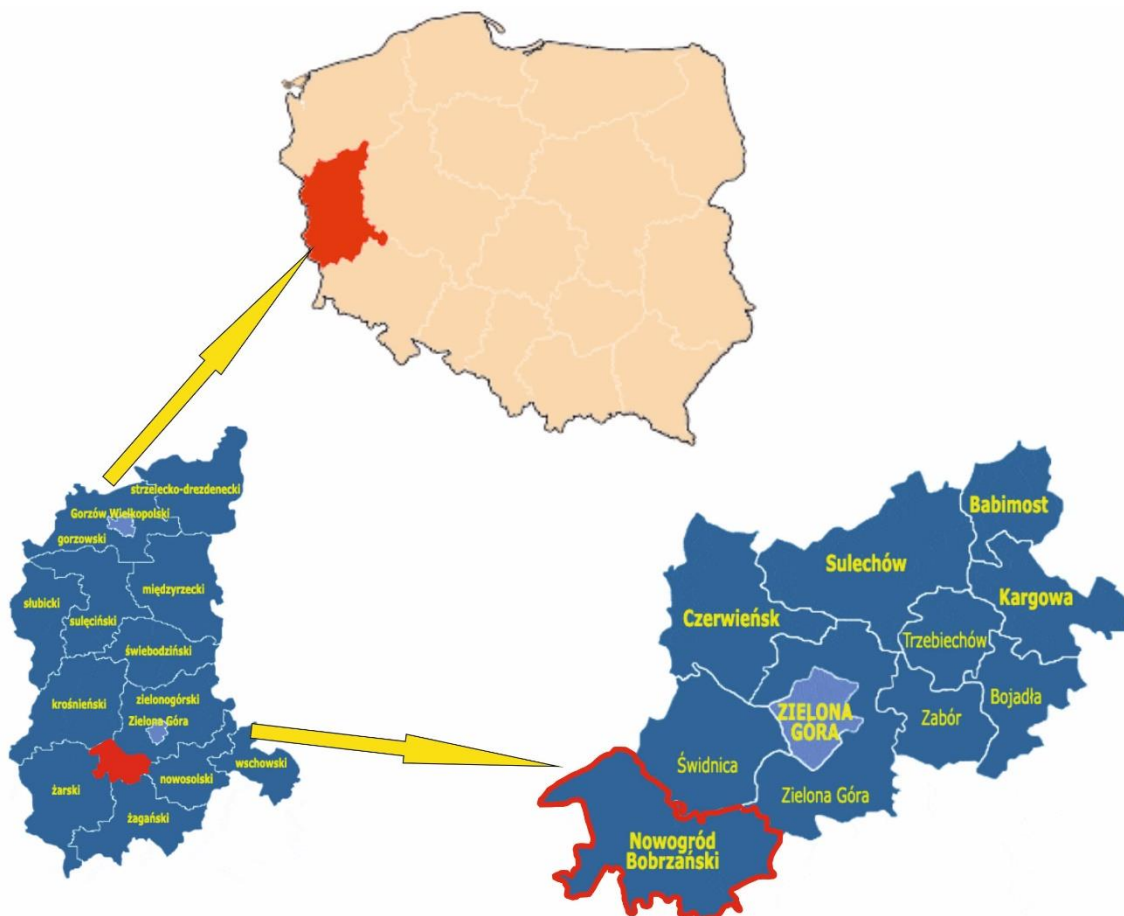 strzelecko-drezdenecki
Gorzów Wielkopolski
gorzowski
międzyrzecki
słubicki
sulęciński
świebodziński
krośnieński
zielonogórski
Zielona Góra
wschowski
nowosolski
żarski
żagański
Babimost
Sulechów
Kargowa
Czerwieńsk
Trzebiechów
Bojadła
ZIELONA
GÓRA
Zabór
Świdnica
Zielona Góra
Nowogród
Bobrzański